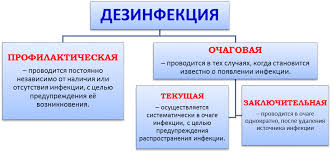 ДЕЗИНФЕКЦИЯ
ПРОФИЛАКТИЧЕСКАЯ
– проводится постоянно
независимо от наличия или
отсутствия инфекции, с целью
предупреждения её
возникновения.
ОЧАГОВАЯ
– проводится в тех случаях, когда становится
известно о появлении инфекции.
ТЕКУЩАЯ
– осуществляется
систематически в очаге
инфекции, с целью
предупреждения
распространения инфекции.
ЗАКЛЮЧИТЕЛЬНАЯ
– проводится в очаге
однократно, после удаления
источника инфекции